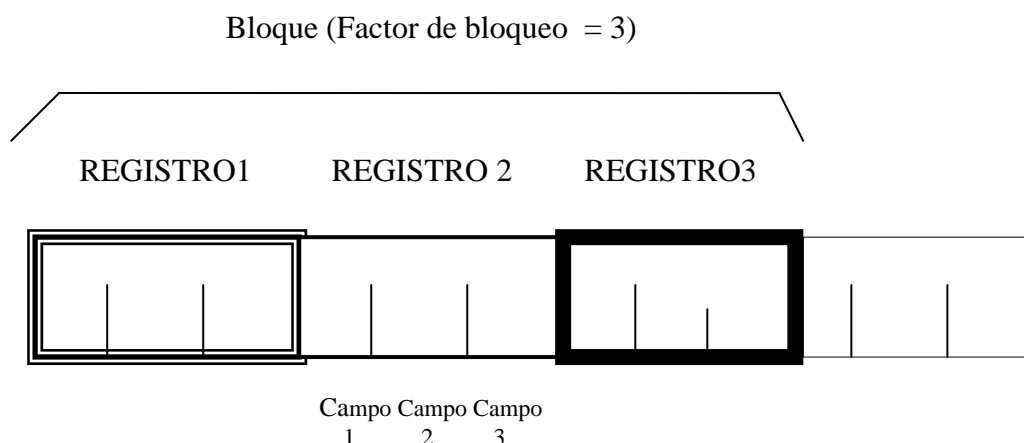 Bloque (Factor de bloqueo = 3)
REGISTRO1 REGISTRO 2 REGISTRO3
Campo Campo Campo
1 2 3